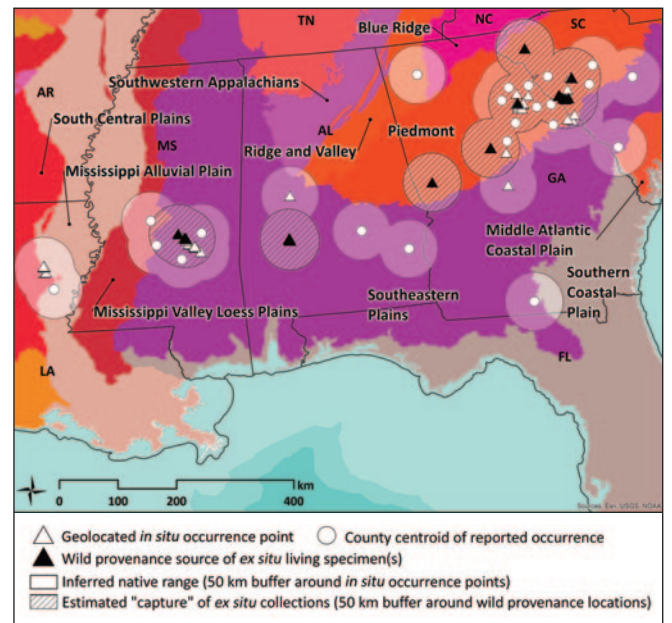 TN
NC
SC
Blue Ridge
AR
Southwestern Appalachians
South Central Plains
AL
Piedmont
MS
Ridge and Valley
Mississippi Alluvial Plain
GA
Middle Atlantic
Coastal Plain
Southern
Coastal
Plain
Mississippi Valley Loess Plains
Southeastern
Plains
LA
FL
km
0 100 200 400
Sources: Esri, USGS, NOAA
Geolocated in situ occurrence point
County centroid of reported occurrence
Wild provenance source of ex situ living specimen(s)
Inferred native range (50 km buffer around in situ occurrence points)
Estimated "capture" of ex situ collections (50 km buffer around wild provenance locations)